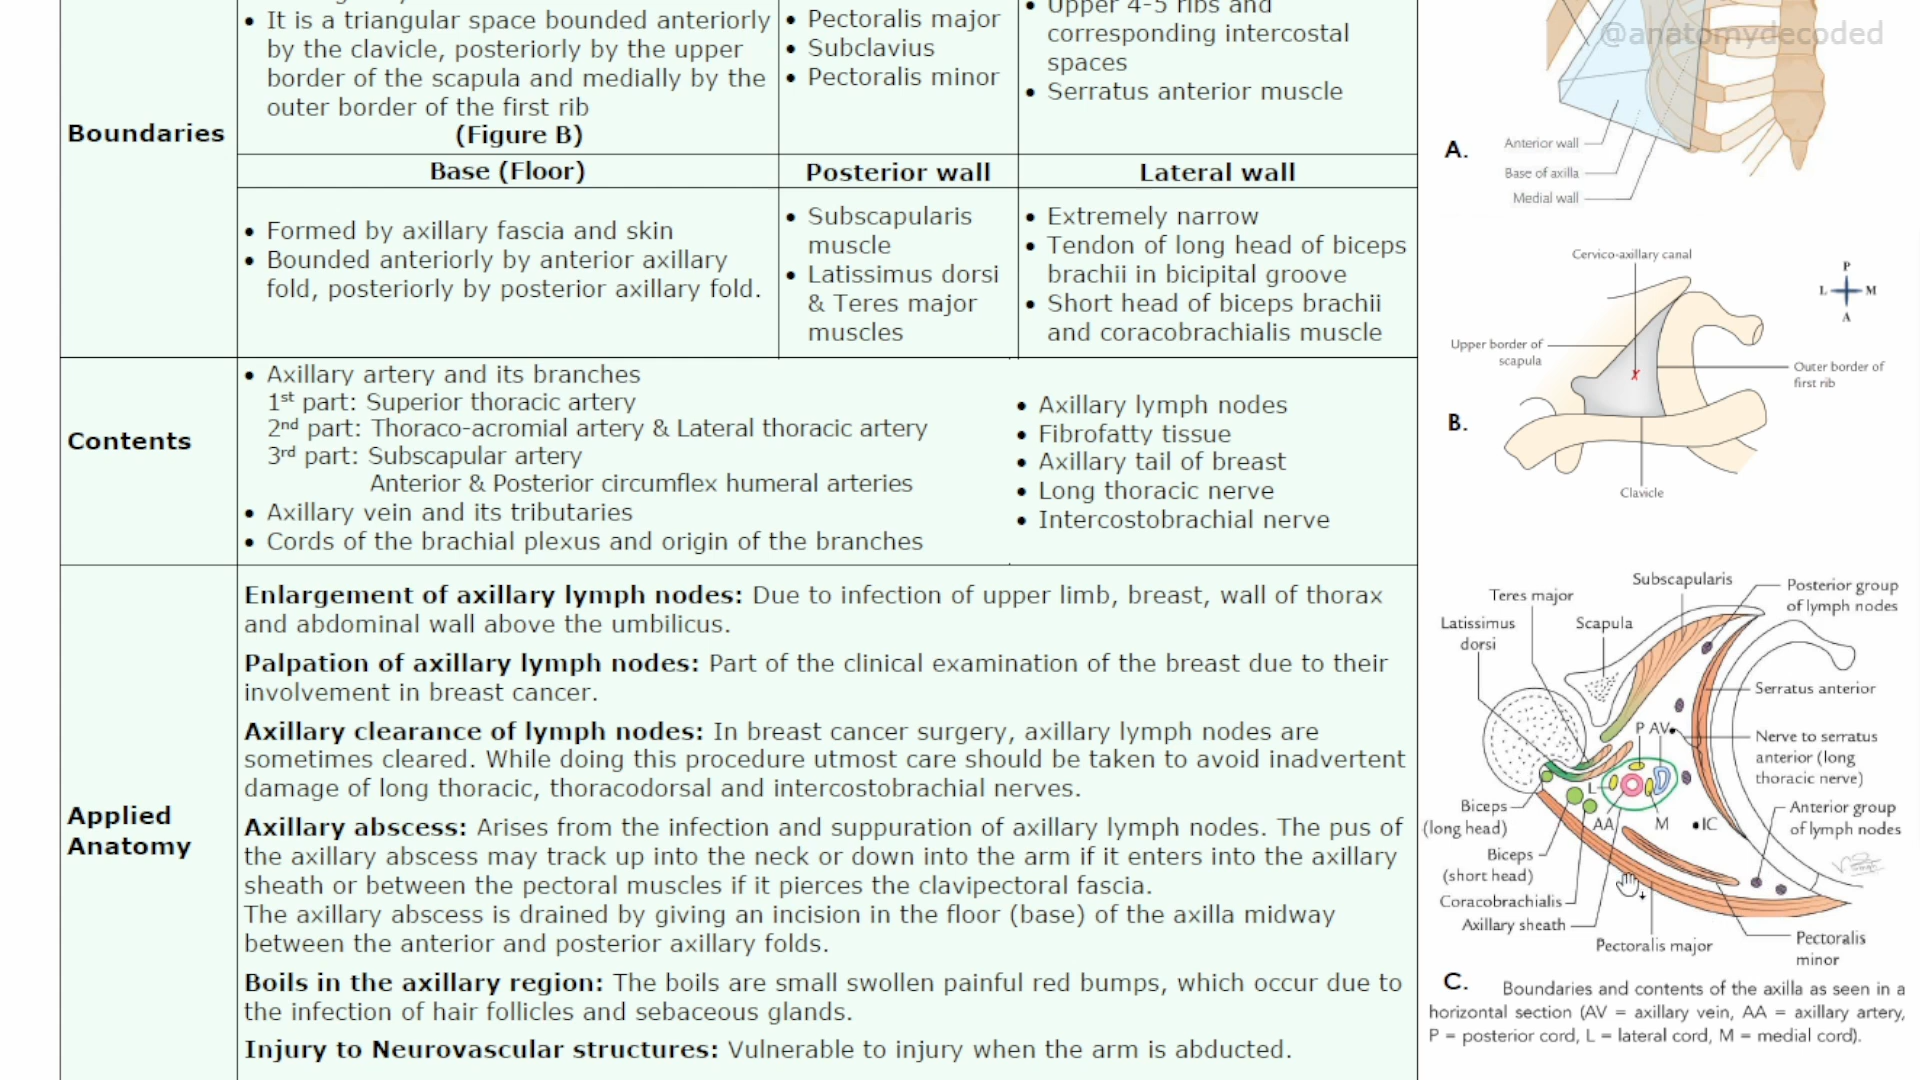 • It is a triangular space bounded anteriorly
by the clavicle, posteriorly by the upper
border of the scapula and medially by the
outer border of the first rib
(Figure B)
• Pectoralis major
• Subclavius
• Pectoralis minor
• Upper 4-5 ribs and
corresponding intercostal
spaces
• Serratus anterior muscle
Boundaries
Base (Floor)
Posterior wall
Lateral wall
• Formed by axillary fascia and skin
• Bounded anteriorly by anterior axillary
fold, posteriorly by posterior axillary fold.
• Subscapularis
muscle
• Latissimus dorsi
& Teres major
muscles
• Extremely narrow
• Tendon of long head of biceps
brachii in bicipital groove
• Short head of biceps brachii
and coracobrachialis muscle
Contents
• Axillary artery and its branches
1st part: Superior thoracic artery
2nd part: Thoraco-acromial artery & Lateral thoracic artery
3rd part: Subscapular artery
Anterior & Posterior circumflex humeral arteries
• Axillary vein and its tributaries
• Cords of the brachial plexus and origin of the branches
• Axillary lymph nodes
• Fibrofatty tissue
• Axillary tail of breast
• Long thoracic nerve
• Intercostobrachial nerve
Applied
Anatomy
Enlargement of axillary lymph nodes: Due to infection of upper limb, breast, wall of thorax
and abdominal wall above the umbilicus.
Palpation of axillary lymph nodes: Part of the clinical examination of the breast due to their
involvement in breast cancer.
Axillary clearance of lymph nodes: In breast cancer surgery, axillary lymph nodes are
sometimes cleared. While doing this procedure utmost care should be taken to avoid inadvertent
damage of long thoracic, thoracodorsal and intercostobrachial nerves.
Axillary abscess: Arises from the infection and suppuration of axillary lymph nodes. The pus of
the axillary abscess may track up into the neck or down into the arm if it enters into the axillary
sheath or between the pectoral muscles if it pierces the clavipectoral fascia.
The axillary abscess is drained by giving an incision in the floor (base) of the axilla midway
between the anterior and posterior axillary folds.
Boils in the axillary region: The boils are small swollen painful red bumps, which occur due to
the infection of hair follicles and sebaceous glands.
Injury to Neurovascular structures: Vulnerable to injury when the arm is abducted.
@anatomydecoded
A.
Anterior wall
Base of axilla
Medial wall
Cervico-axillary canal
P
L M
A
Upper border of
scapula
x
Outer border of
first rib
B.
Clavicle
Subscapularis
Posterior group
of lymph nodes
Teres major
Latissimus
dorsi
Scapula
Serratus anterior
P AV
Nerve to serratus
anterior (long
thoracic nerve)
L
Biceps
(long head)
AA
M
IC
Anterior group
of lymph nodes
Biceps
(short head)
Coracobrachialis
Axillary sheath
Pectoralis major
Pectoralis
minor
C. Boundaries and contents of the axilla as seen in a
horizontal section (AV = axillary vein, AA = axillary artery,
P = posterior cord, L = lateral cord, M = medial cord).